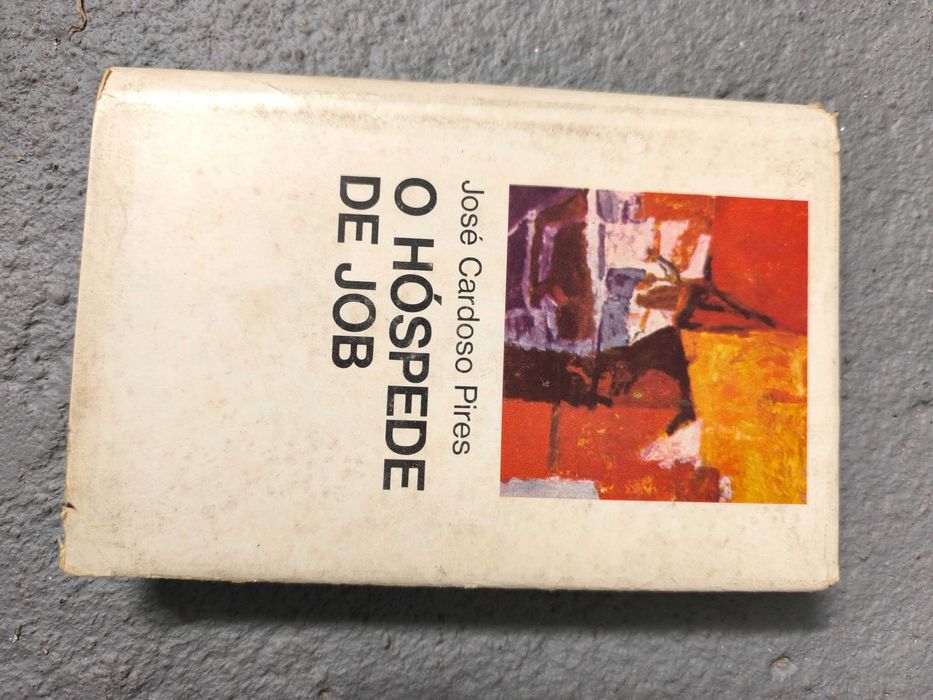 José Cardoso Pires
O HÓSPEDE
DE JOB